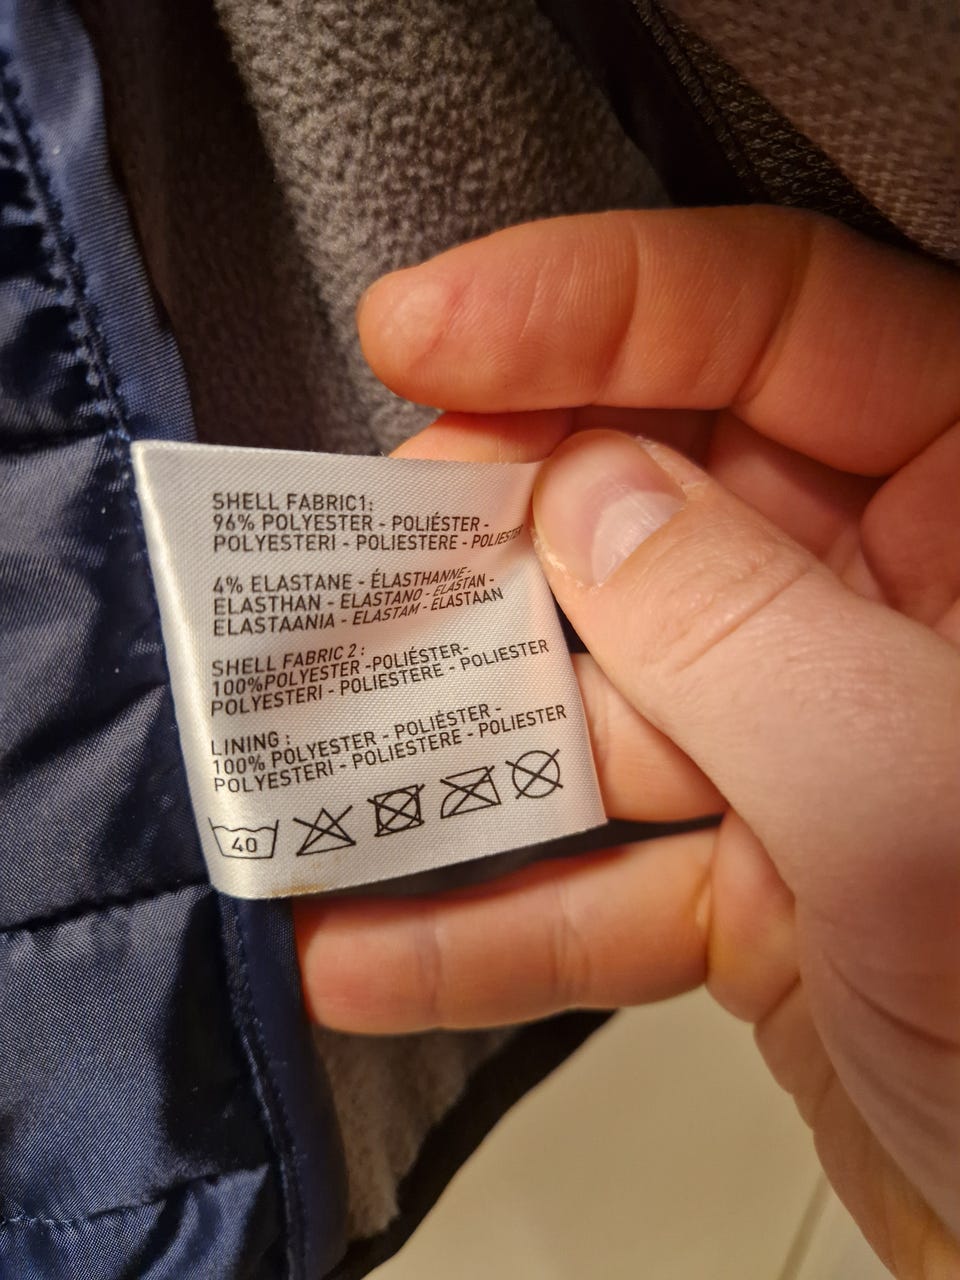 SHELL FABRIC1:
96% POLYESTER - POLIÉSTER -
POLYESTERI - POLIESTERE - POLIESTER
4% ELASTANE - ÉLASTHANNE-
ELASTHAN - ELASTANO - ELASTAN -
ELASTAANIA - ELASTAM - ELASTAAN
SHELL FABRIC 2 :
100%POLYESTER -POLIÉSTER-
POLYESTERI - POLIESTERE - POLIESTER
LINING :
100% POLYESTER - POLIÉSTER -
POLYESTERI - POLIESTERE - POLIESTER
40